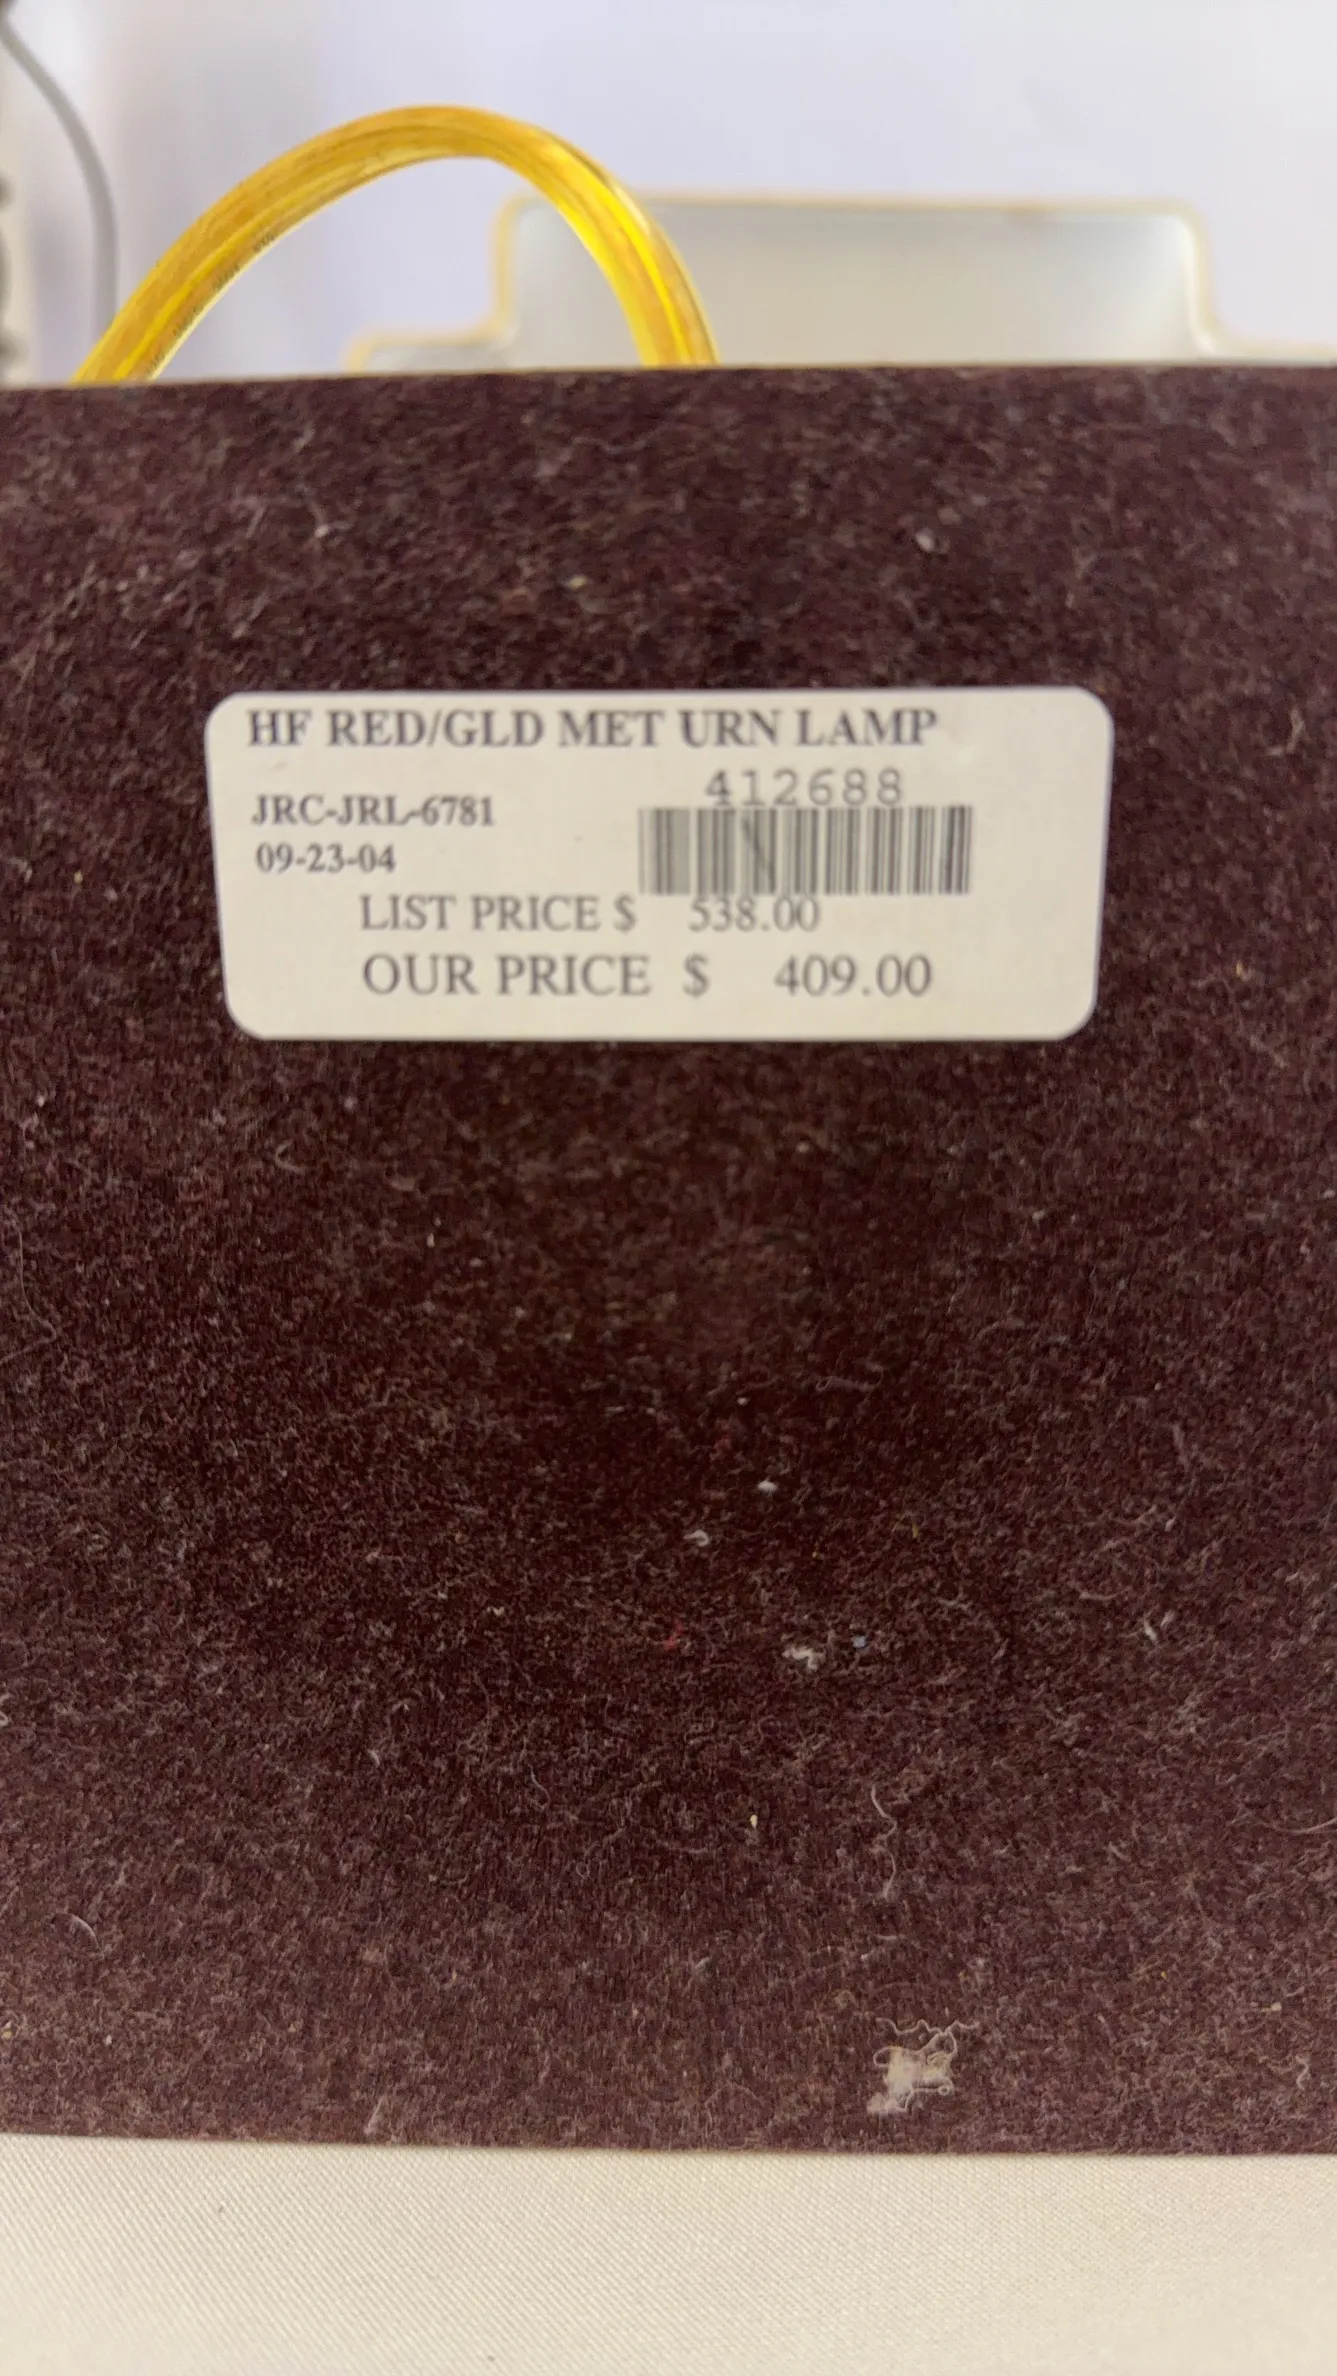 HF RED/GLD MET URN LAMP
412688
JRC-JRL-6781
09-23-04
LIST PRICE $ 538.00
OUR PRICE $ 409.00